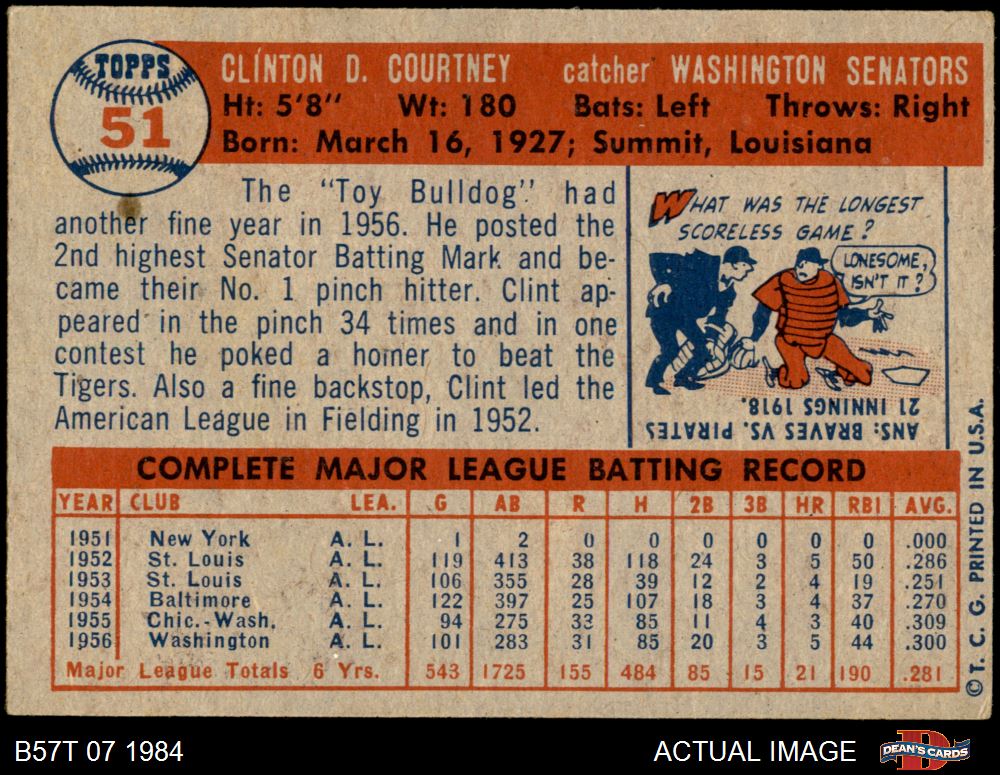 TOPPS
51
CLINTON D. COURTNEY catcher WASHINGTON SENATORS
Ht: 5'8" Wt: 180 Bats: Left Throws: Right
Born: March 16, 1927; Summit, Louisiana
The "Toy Bulldog" had
another fine year in 1956. He posted the
2nd highest Senator Batting Mark and be-
came their No. 1 pinch hitter. Clint ap-
peared in the pinch 34 times and in one
contest he poked a homer to beat the
Tigers. Also a fine backstop, Clint led the
American League in Fielding in 1952.
WHAT WAS THE LONGEST
SCORELESS GAME?
LONESOME,
ISN'T IT?
ANS: BRAVES VS. PIRATES
21 INNINGS 1918.
COMPLETE MAJOR LEAGUE BATTING RECORD
YEAR CLUB LEA. G AB R H 2B 3B HR RBI AVG.
1951 New York A. L. 1 2 0 0 0 0 0 0 .000
1952 St. Louis A. L. 119 413 38 118 24 3 5 50 .286
1953 St. Louis A. L. 106 355 28 39 12 2 4 19 .251
1954 Baltimore A. L. 122 397 25 107 18 3 4 37 .270
1955 Chic.-Wash. A. L. 94 275 33 85 11 4 3 40 .309
1956 Washington A. L. 101 283 31 85 20 3 5 44 .300
Major League Totals 6 Yrs. 543 1725 155 484 85 15 21 190 .281
© T. C. G. PRINTED IN U.S.A.
B57T 07 1984 ACTUAL IMAGE
D
DEAN'S CARDS